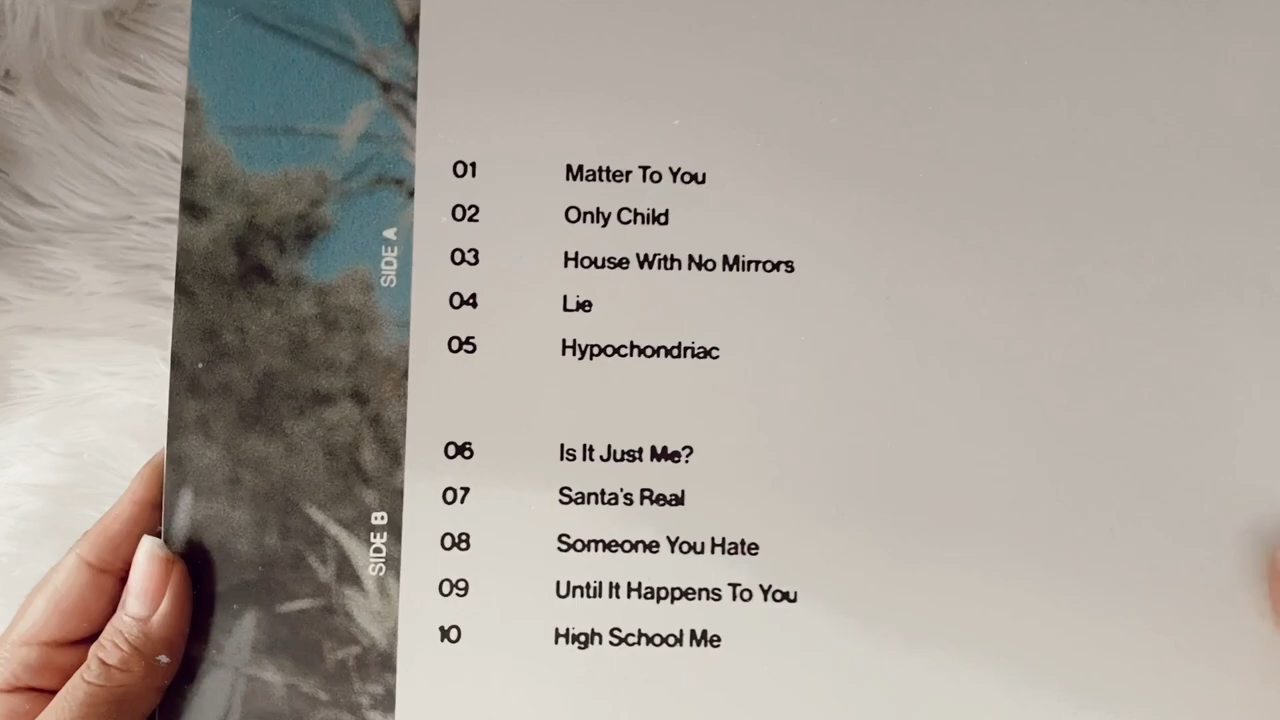 SIDE A
01 Matter To You
02 Only Child
03 House With No Mirrors
04 Lie
05 Hypochondriac
SIDE B
06 Is It Just Me?
07 Santa's Real
08 Someone You Hate
09 Until It Happens To You
10 High School Me